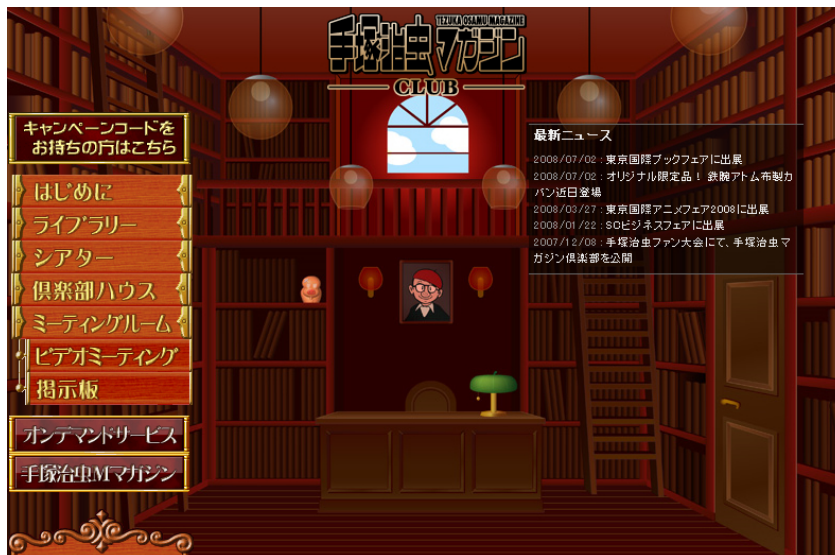 TEZUKA OSAMU MAGAZINE
手塚治虫マガジン
CLUB
キャンペーンコードを
お持ちの方はこちら
はじめに
ライブラリー
シアター
倶楽部ハウス
ミーティングルーム
ビデオミーティング
掲示板
オンデマンドサービス
手塚治虫Mマガジン
最新ニュース
2008/07/02 : 東京国際ブックフェアに出展
2008/07/02 : オリジナル限定品！ 鉄腕アトム布製カ
バン近日登場
2008/03/27 : 東京国際アニメフェア2008に出展
2008/01/22 : SCビジネスフェアに出展
2007/12/08 : 手塚治虫ファン大会にて、手塚治虫マ
ガジン倶楽部を公開